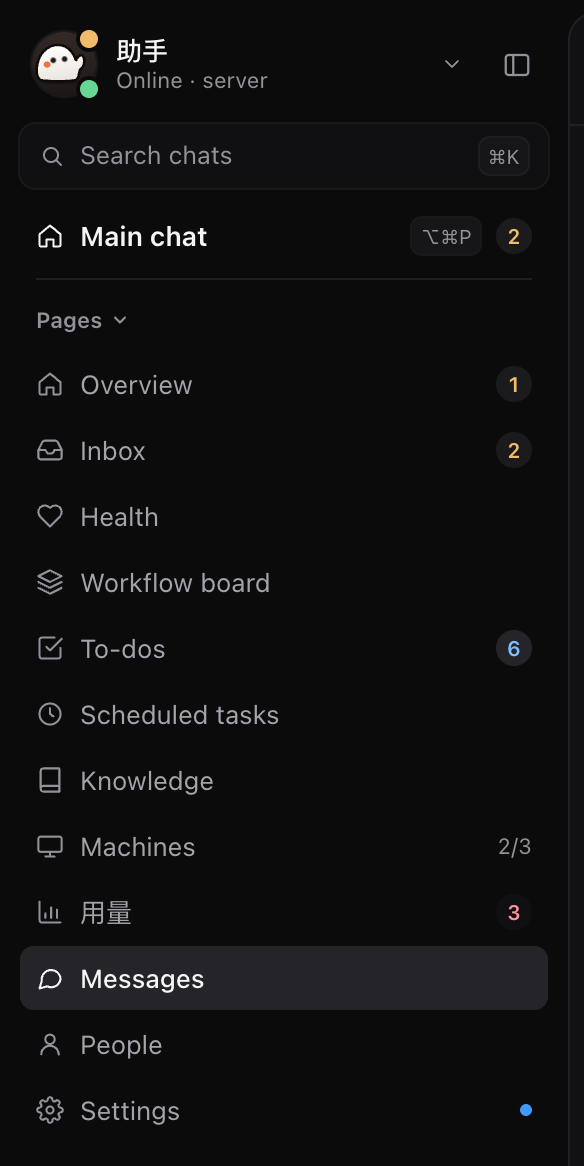 助手
Online · server
Search chats ⌘K
Main chat ⌥⌘P 2
Pages
Overview 1
Inbox 2
Health
Workflow board
To-dos 6
Scheduled tasks
Knowledge
Machines 2/3
用量 3
Messages
People
Settings